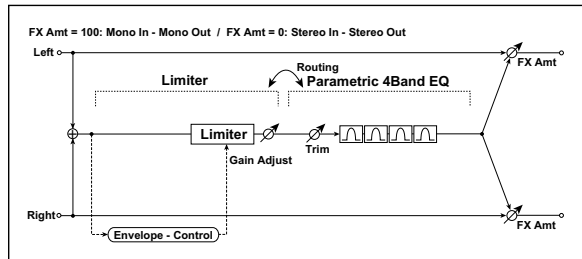 FX Amt = 100: Mono In - Mono Out / FX Amt = 0: Stereo In - Stereo Out
Left
FX Amt
Routing
Limiter
Parametric 4Band EQ
Limiter
Gain Adjust
Trim
Right
FX Amt
Envelope - Control